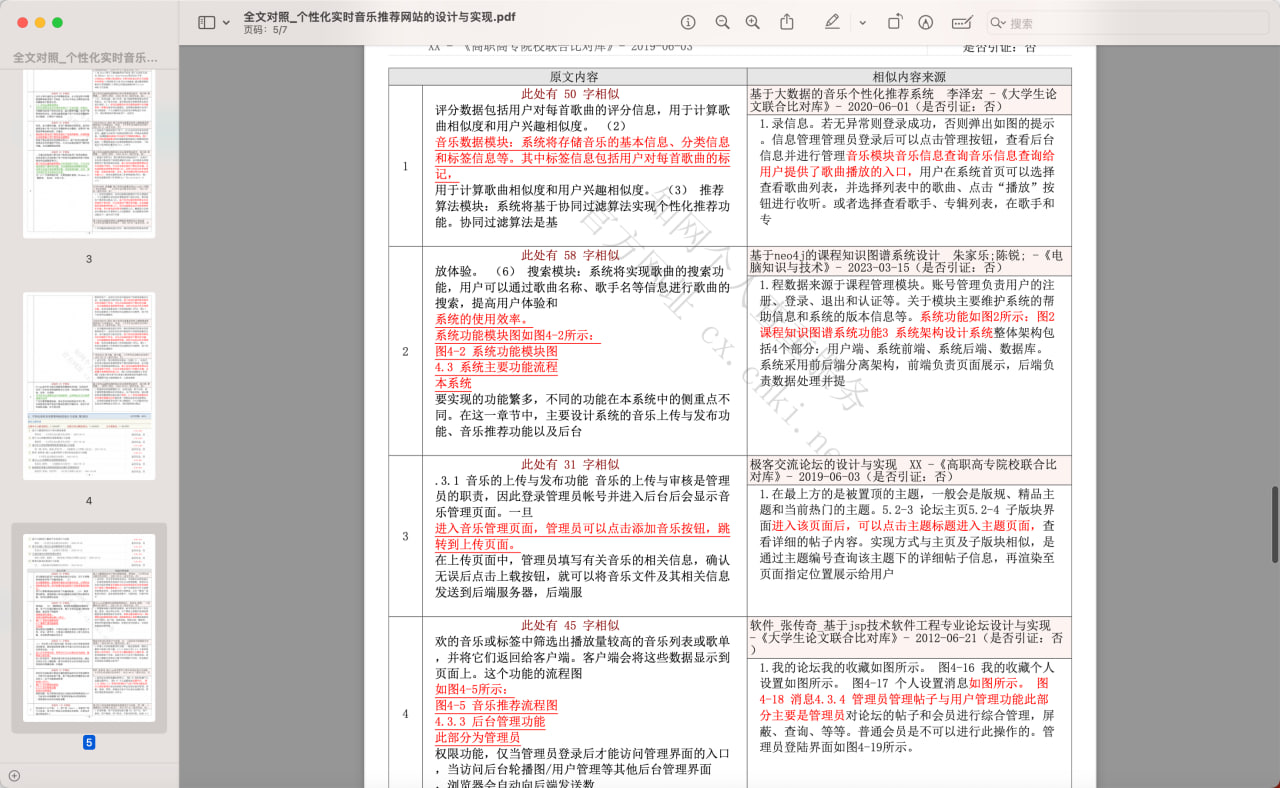 全文对照_个性化实时音乐推荐网站的设计与实现.pdf
页码：5/7
搜索
全文对照_个性化实时音乐…
3
4
5
XX - 《高职高专院校联合比对库》- 2019-06-03
是否引证：否
原文内容
相似内容来源
此处有 50 字相似
评分数据包括用户对每首歌曲的评分信息，用于计算歌
曲相似度和用户兴趣相似度。 （2）
音乐数据模块：系统将存储音乐的基本信息、分类信息
和标签信息等，其中标签信息包括用户对每首歌曲的标
记，
用于计算歌曲相似度和用户兴趣相似度。 （3） 推荐
算法模块：系统将基于协同过滤算法实现个性化推荐功
能。协同过滤算法是基
基于大数据的音乐个性化推荐系统 李泽宏 -《大学生论
文联合比对库》- 2020-06-01（是否引证：否）
1.录信息。若无异常则登录成功，否则弹出如图的提示
。信息管理管理员登录后可以点击管理按钮，查看后台
信息并进行管理音乐模块音乐信息查询音乐信息查询给
用户提供了歌曲播放的入口，用户在系统首页可以选择
查看歌曲列表，并选择列表中的歌曲、点击“播放”按
钮进行收听。或者选择查看歌手、专辑列表，在歌手和
专
2
此处有 58 字相似
放体验。 （6） 搜索模块：系统将实现歌曲的搜索功
能，用户可以通过歌曲名称、歌手名等信息进行歌曲的
搜索，提高用户体验和
系统的使用效率。
系统功能模块图如图4-2所示：
图4-2 系统功能模块图
4.3 系统主要功能流程
本系统
要实现的功能繁多，不同的功能在本系统中的侧重点不
同。在这一章节中，主要设计系统的音乐上传与发布功
能、音乐推荐功能以及后台
基于neo4j的课程知识图谱系统设计 朱家乐;陈锐; -《电
脑知识与技术》- 2023-03-15（是否引证：否）
1.程数据来源于课程管理模块。账号管理负责用户的注
册、登录、退出和认证等。关于模块主要维护系统的帮
助信息和系统的版本信息等。系统功能如图2所示：图2
课程知识图谱系统功能3 系统架构设计系统整体架构包
括4个部分：用户端、系统前端、系统后端、数据库。
系统采用前后端分离架构，前端负责页面展示，后端负
责数据处理并提
3
此处有 31 字相似
.3.1 音乐的上传与发布功能 音乐的上传与审核是管理
员的职责，因此登录管理员帐号并进入后台后会显示音
乐管理页面。一旦
进入音乐管理页面，管理员可以点击添加音乐按钮，跳
转到上传页面。
在上传页面中，管理员填写有关音乐的相关信息，确认
无误后点击提交按钮。客户可以将音乐文件及其相关信息
发送到后端服务器，后端服
极客交流论坛的设计与实现 XX -《高职高专院校联合比
对库》- 2019-06-03（是否引证：否）
1.在最上方的是被置顶的主题，一般会是版规、精品主
题和当前热门的主题。5.2-3 论坛主页5.2-4 子版块界
面进入该页面后，可以点击主题标题进入主题页面，查
看详细的帖子内容。实现方式与主页及子版块相似，是
通过主题编号查询该主题下的详细帖子信息，再渲染至
页面指定位置展示给用户
4
此处有 45 字相似
欢的音乐或标签中筛选出播放量较高的音乐列表或歌单
，并将它们返回给客户端。客户端会将这些数据显示到
页面上。这个功能的流程图
如图4-5所示：
图4-5 音乐推荐流程图
4.3.3 后台管理功能
此部分为管理员
权限功能，仅当管理员登录后才能访问管理界面的入口
，当访问后台轮播图/用户管理等其他后台管理界面
，浏览器会自动向后端发送数
软件_张传奇_基于jsp技术软件工程专业论坛设计与实现
-《大学生论文联合比对库》- 2018-06-21（是否引证：否
）
1.我分享的 我的收藏如图所示。 图4-16 我的收藏个人
设置如图所示。 图4-17 个人设置消息如图所示。 图
4-18 消息4.3.4 管理员管理帖子与用户管理功能此部
分主要是管理员对论坛的帖子和会员进行综合管理，屏
蔽、查询、等等。普通会员是不可以进行此操作的。管
理员登陆界面如图4-19所示。